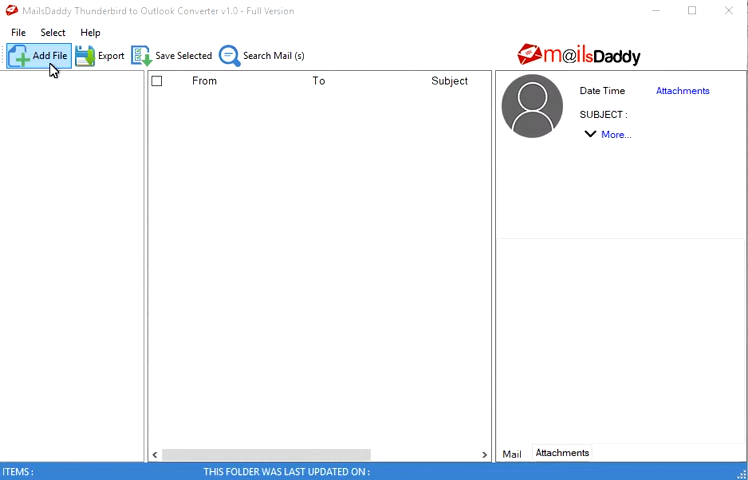 MailsDaddy Thunderbird to Outlook Converter v1.0 - Full Version
File Select Help
Add File Export Save Selected Search Mail (s) m@ilsDaddy
From To Subject
Date Time Attachments
SUBJECT :
More...
Mail Attachments
ITEMS : THIS FOLDER WAS LAST UPDATED ON :